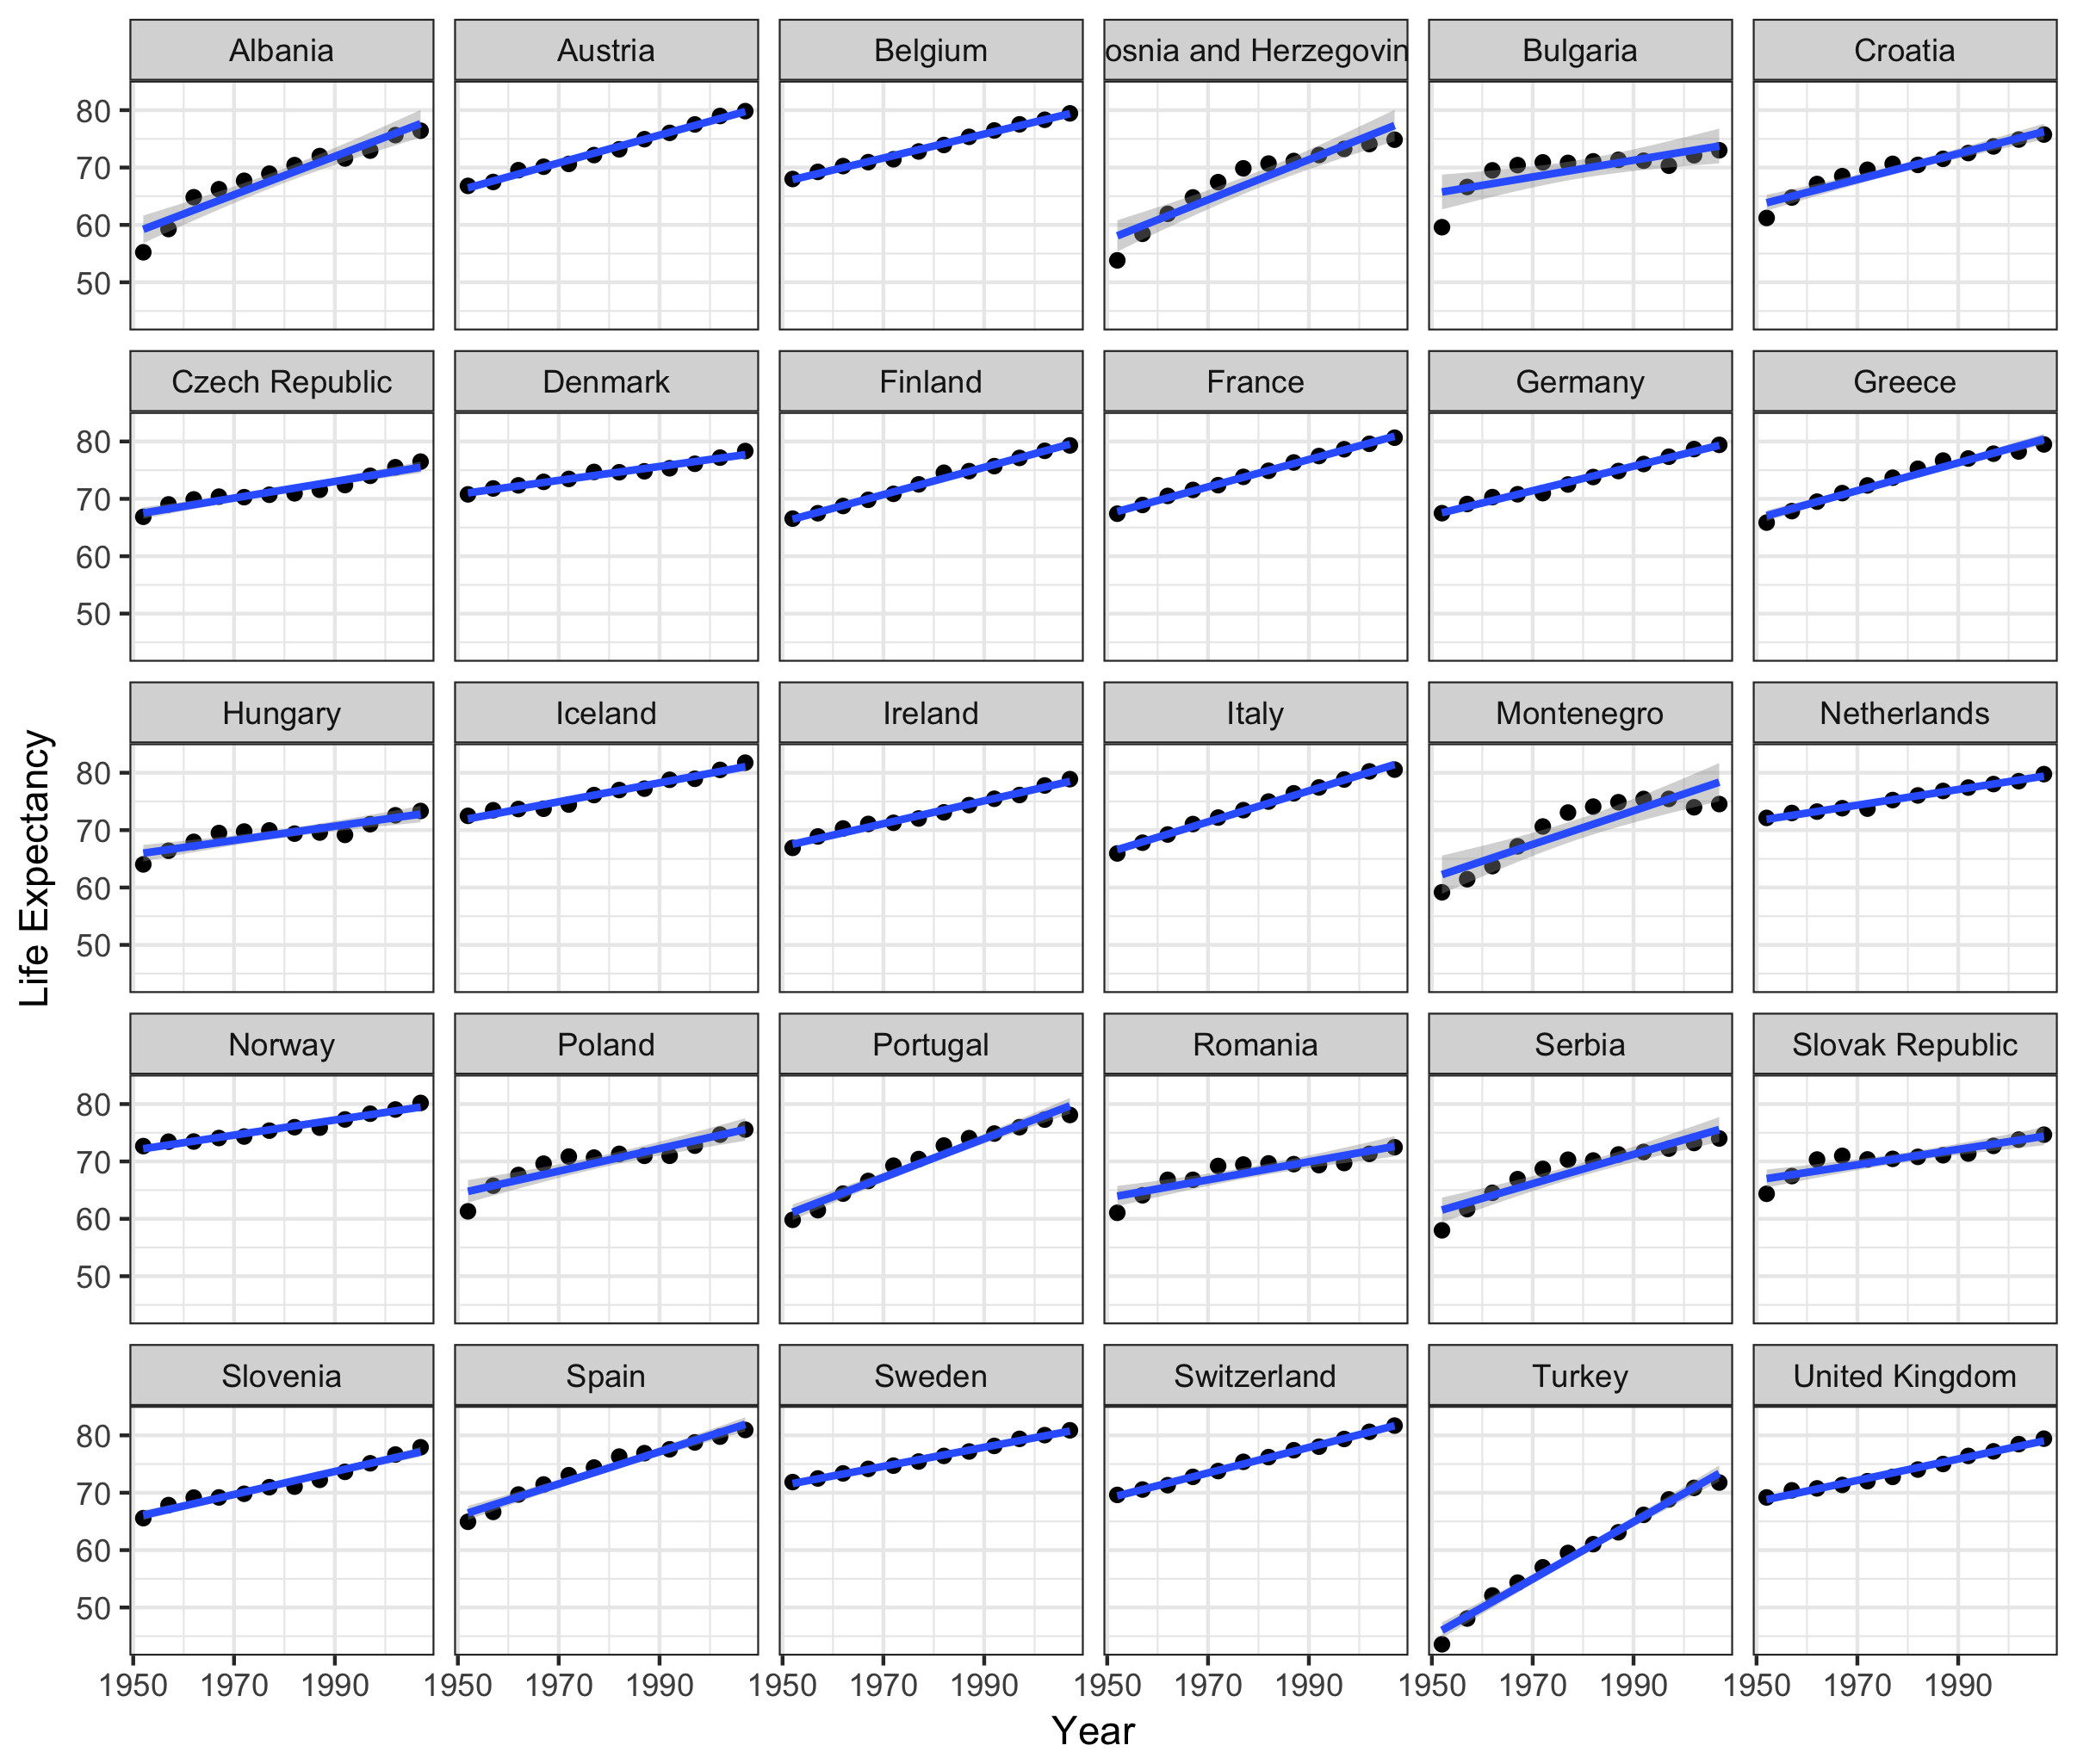 Albania Austria Belgium osnia and Herzegovin Bulgaria Croatia
80
70
60
50
Czech Republic Denmark Finland France Germany Greece
80
70
60
50
Hungary Iceland Ireland Italy Montenegro Netherlands
80
70
60
50
Life Expectancy
Norway Poland Portugal Romania Serbia Slovak Republic
80
70
60
50
Slovenia Spain Sweden Switzerland Turkey United Kingdom
80
70
60
50
1950 1970 1990 1950 1970 1990 1950 1970 1990 1950 1970 1990 1950 1970 1990 1950 1970 1990
Year